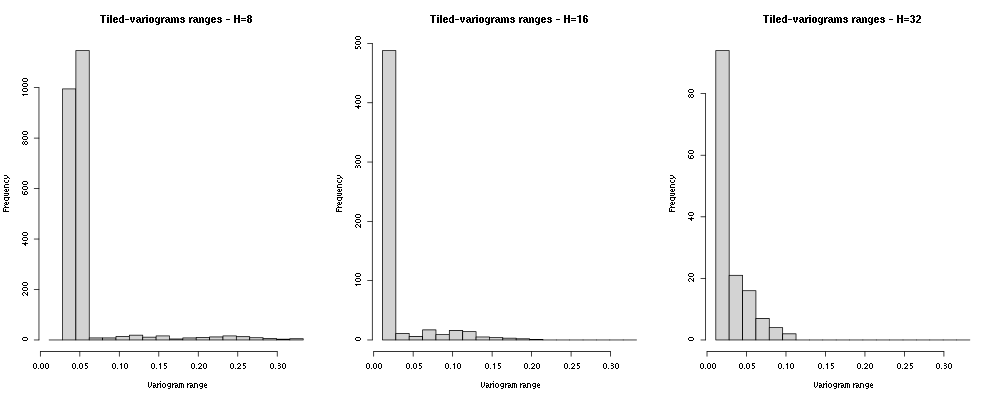 Tiled-variograms ranges - H=8
Tiled-variograms ranges - H=16
Tiled-variograms ranges - H=32
Frequency
0
200
400
600
800
1000
0.00 0.05 0.10 0.15 0.20 0.25 0.30
Variogram range
Frequency
0
100
200
300
400
500
0.00 0.05 0.10 0.15 0.20 0.25 0.30
Variogram range
Frequency
0
20
40
60
80
0.00 0.05 0.10 0.15 0.20 0.25 0.30
Variogram range